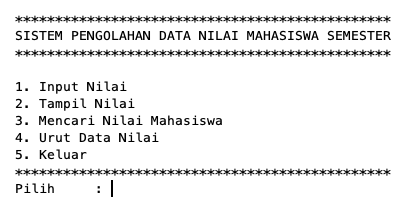 ***********************************************
SISTEM PENGOLAHAN DATA NILAI MAHASISWA SEMESTER
***********************************************
1. Input Nilai
2. Tampil Nilai
3. Mencari Nilai Mahasiswa
4. Urut Data Nilai
5. Keluar
***********************************************
Pilih     :